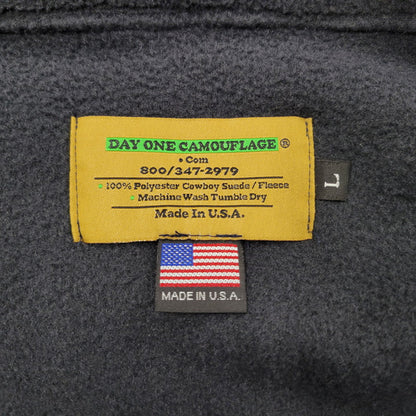 DAY ONE CAMOUFLAGE ®
• Com
800/347-2979
• 100% Polyester Cowboy Suede / Fleece
• Machine Wash Tumble Dry
Made In U.S.A.
L
MADE IN U.S.A.